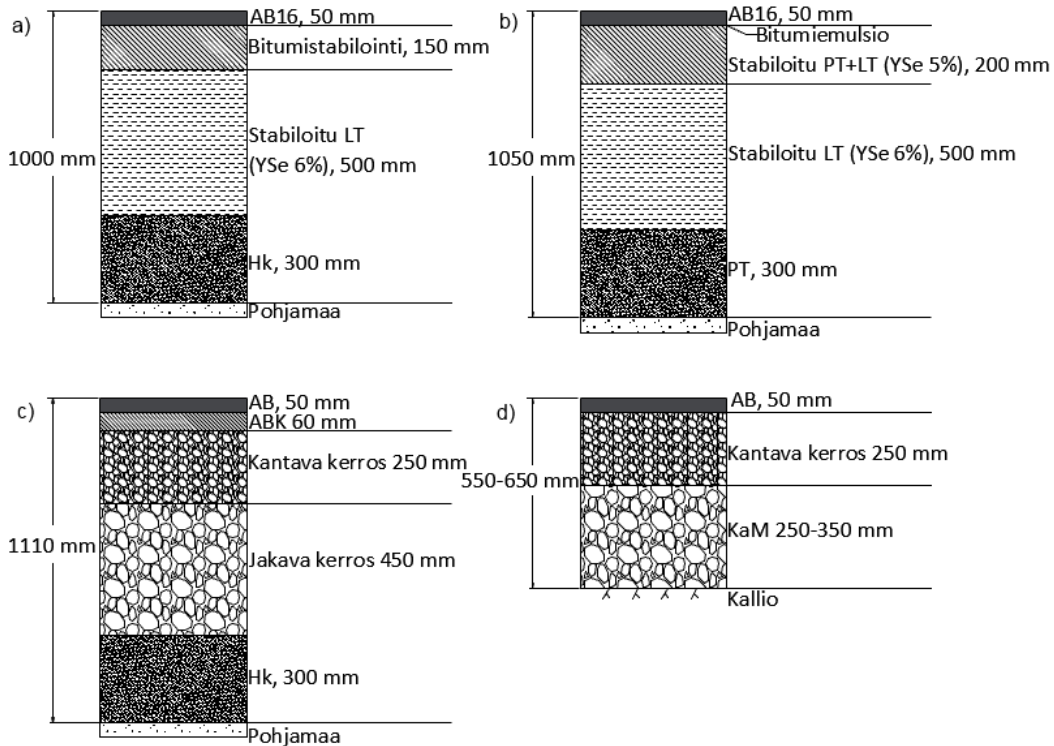 a)
AB16, 50 mm
Bitumistabilointi, 150 mm
1000 mm
Stabiloitu LT
(YSe 6%), 500 mm
Hk, 300 mm
Pohjamaa
b)
AB16, 50 mm
Bitumiemulsio
Stabiloitu PT+LT (YSe 5%), 200 mm
1050 mm
Stabiloitu LT (YSe 6%), 500 mm
PT, 300 mm
Pohjamaa
c)
AB, 50 mm
ABK 60 mm
Kantava kerros 250 mm
1110 mm
Jakava kerros 450 mm
Hk, 300 mm
Pohjamaa
d)
AB, 50 mm
Kantava kerros 250 mm
550-650 mm
KaM 250-350 mm
Kallio